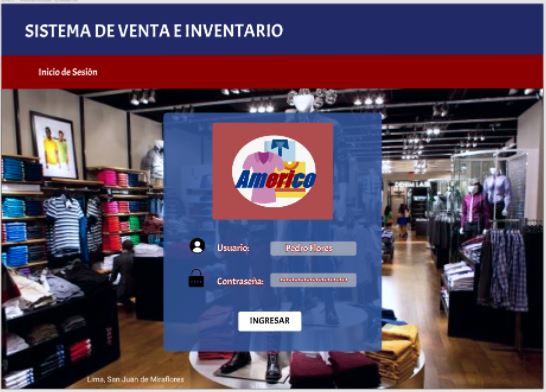 SISTEMA DE VENTA E INVENTARIO
Inicio de Sesión
Americo
Usuario: Pedro Flores
Contraseña: ******************
INGRESAR
Lima, San Juan de Miraflores